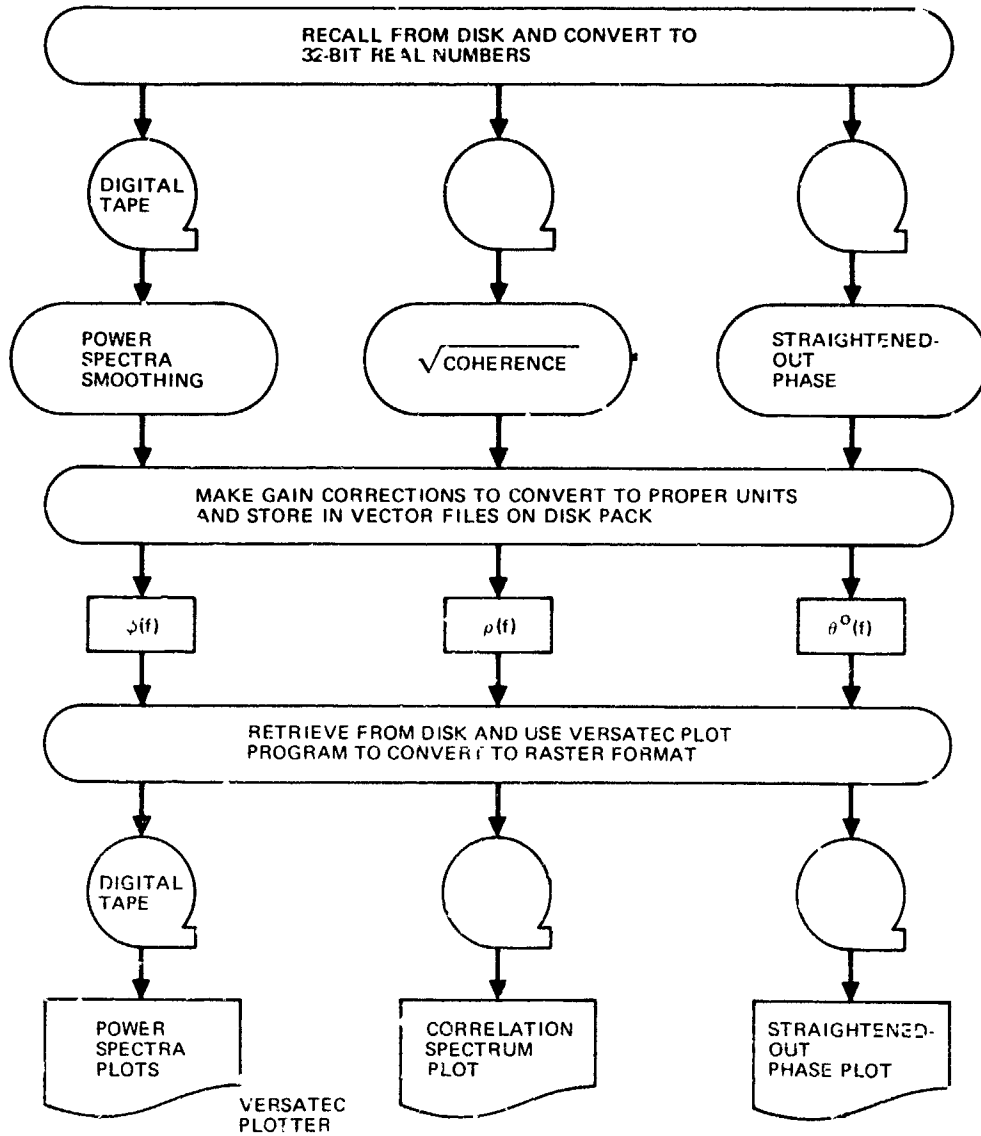 RECALL FROM DISK AND CONVERT TO
32-BIT REAL NUMBERS
DIGITAL
TAPE
POWER
SPECTRA
SMOOTHING
√COHERENCE
STRAIGHTENED-
OUT
PHASE
MAKE GAIN CORRECTIONS TO CONVERT TO PROPER UNITS
AND STORE IN VECTOR FILES ON DISK PACK
ϕ(f)
ρ(f)
θ°(f)
RETRIEVE FROM DISK AND USE VERSATEC PLOT
PROGRAM TO CONVERT TO RASTER FORMAT
DIGITAL
TAPE
POWER
SPECTRA
PLOTS
CORRELATION
SPECTRUM
PLOT
STRAIGHTENED-
OUT
PHASE PLOT
VERSATEC
PLOTTER